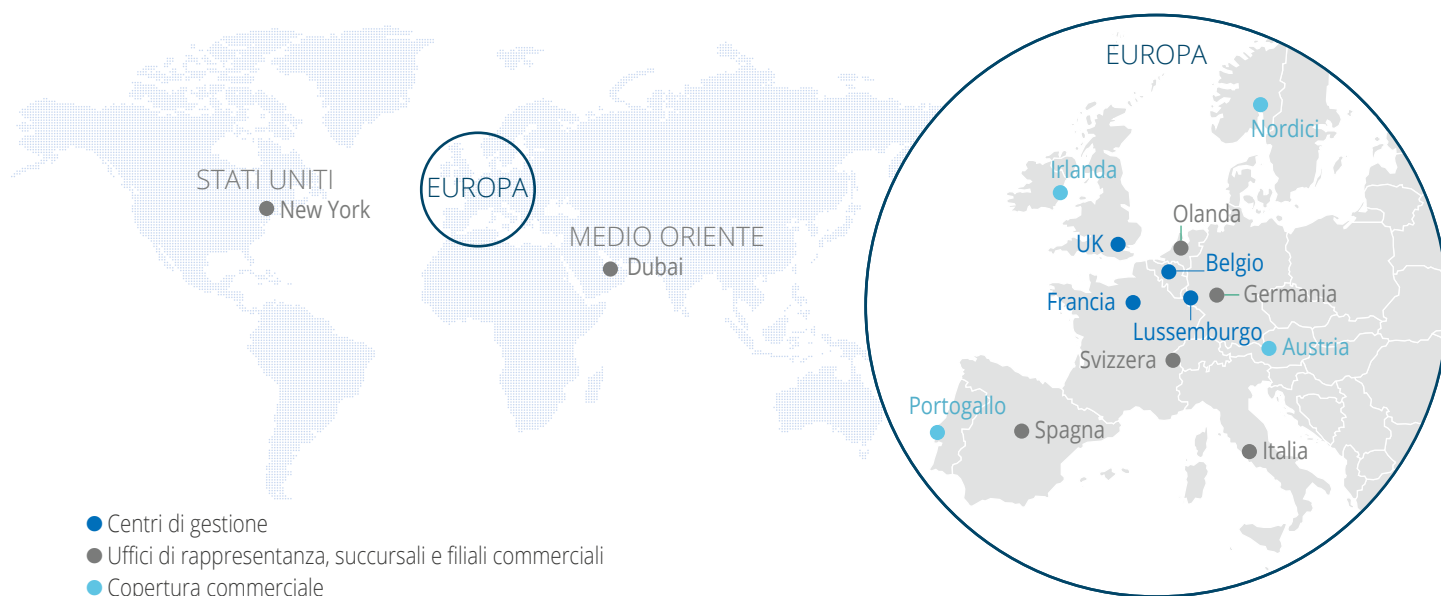 STATI UNITI
New York
EUROPA
MEDIO ORIENTE
Dubai
EUROPA
Nordici
Irlanda
Olanda
UK
Belgio
Germania
Francia
Lussemburgo
Austria
Svizzera
Portogallo
Spagna
Italia
Centri di gestione
Uffici di rappresentanza, succursali e filiali commerciali
Copertura commerciale